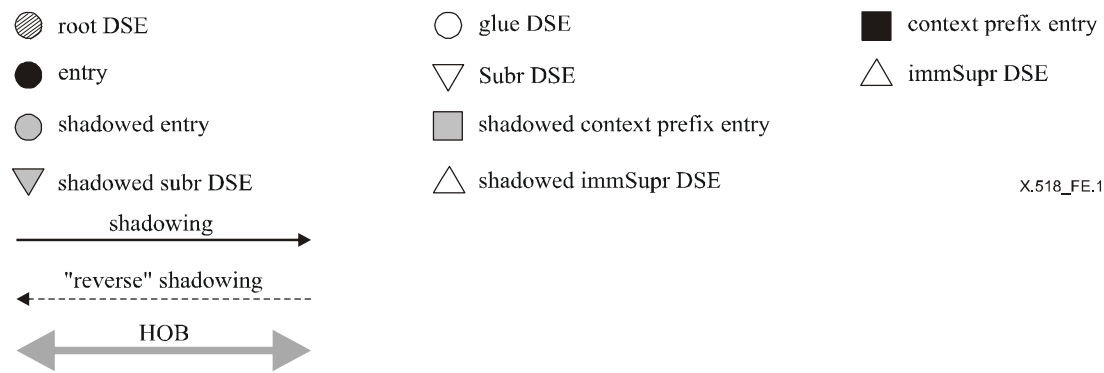 root DSE
glue DSE
context prefix entry
entry
Subr DSE
immSupr DSE
shadowed entry
shadowed context prefix entry
shadowed subr DSE
shadowed immSupr DSE
X.518_FE.1
shadowing
"reverse" shadowing
HOB